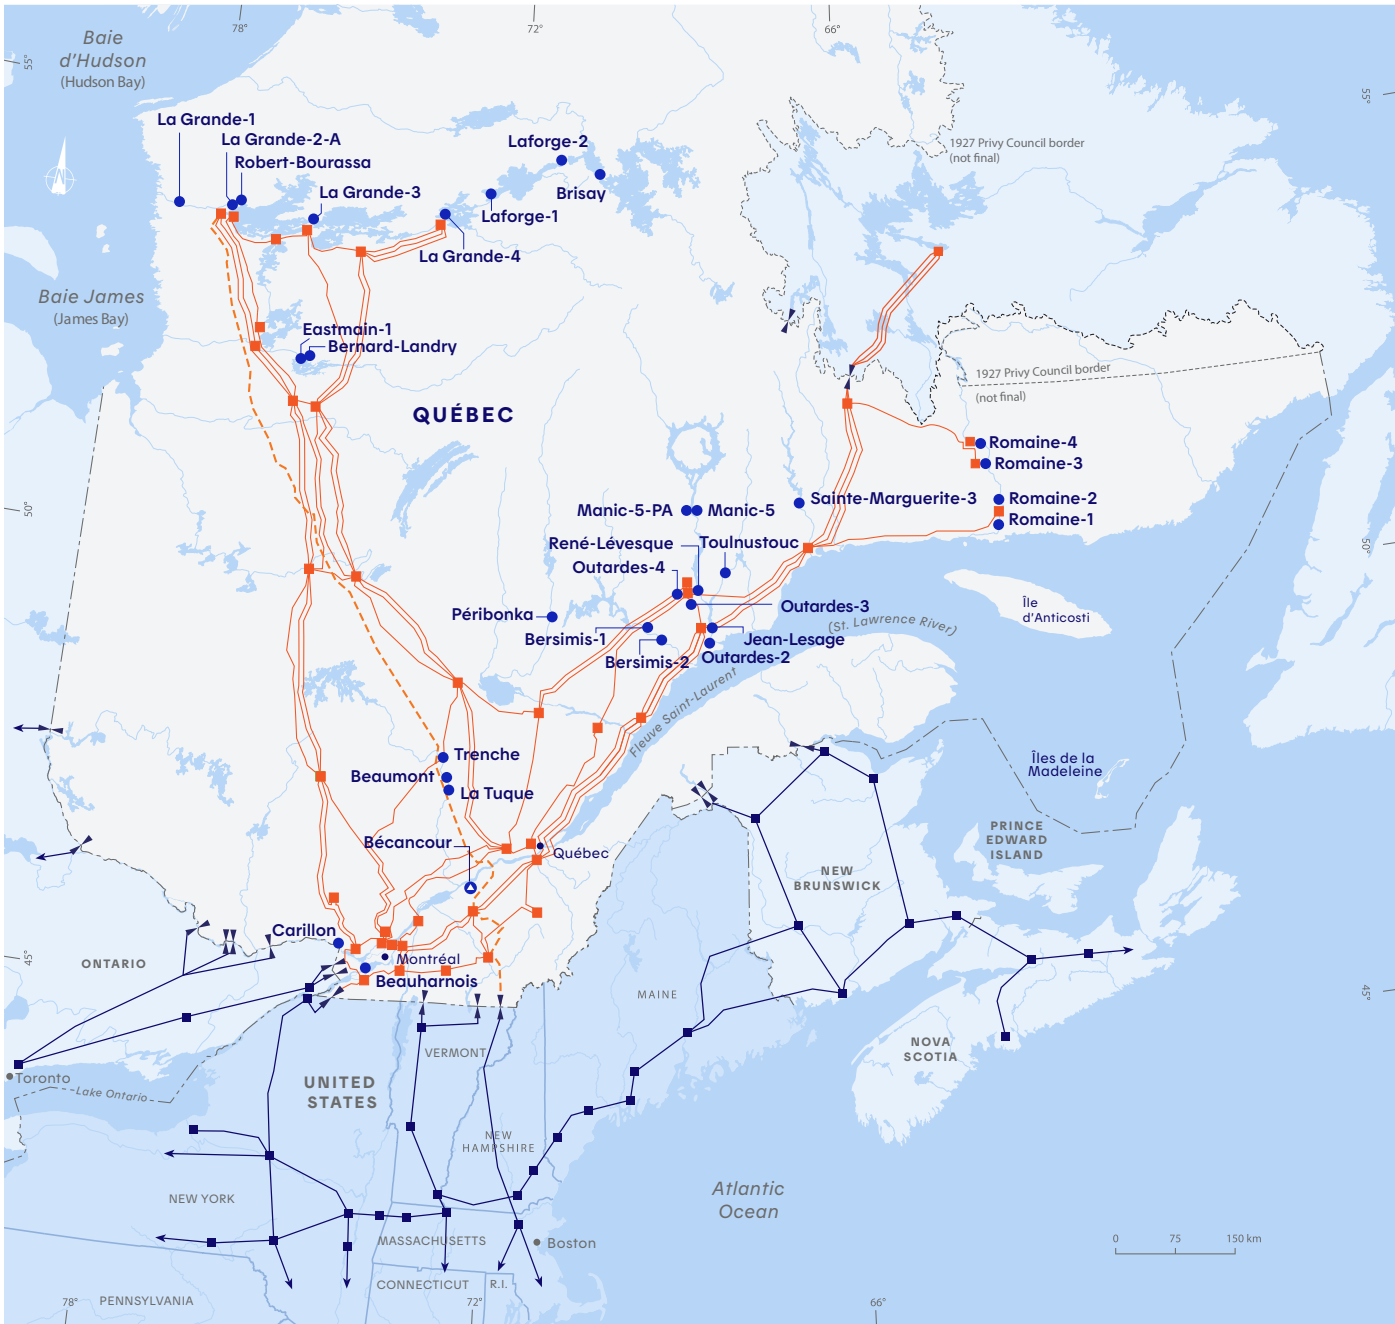 78°
72°
66°
Baie
d'Hudson
(Hudson Bay)
55°
55°
La Grande-1
La Grande-2-A
Robert-Bourassa
La Grande-3
Laforge-2
Brisay
Laforge-1
La Grande-4
1927 Privy Council border
(not final)
Baie James
(James Bay)
Eastmain-1
Bernard-Landry
QUÉBEC
1927 Privy Council border
(not final)
Romaine-4
Romaine-3
Romaine-2
Romaine-1
Sainte-Marguerite-3
Manic-5-PA
Manic-5
50°
50°
René-Lévesque
Toulnustouc
Outardes-4
Péribonka
Outardes-3
Bersimis-1
Jean-Lesage
Bersimis-2
Outardes-2
(St. Lawrence River)
Fleuve Saint-Laurent
Île
d'Anticosti
Trenche
Beaumont
La Tuque
Îles de la
Madeleine
Bécancour
Québec
PRINCE
EDWARD
ISLAND
NEW
BRUNSWICK
Carillon
Montréal
Beauharnois
45°
45°
ONTARIO
MAINE
NOVA
SCOTIA
VERMONT
Toronto
Lake Ontario
UNITED
STATES
NEW
HAMPSHIRE
NEW YORK
Atlantic
Ocean
MASSACHUSETTS
Boston
0 75 150 km
CONNECTICUT
R.I.
PENNSYLVANIA
78°
72°
66°